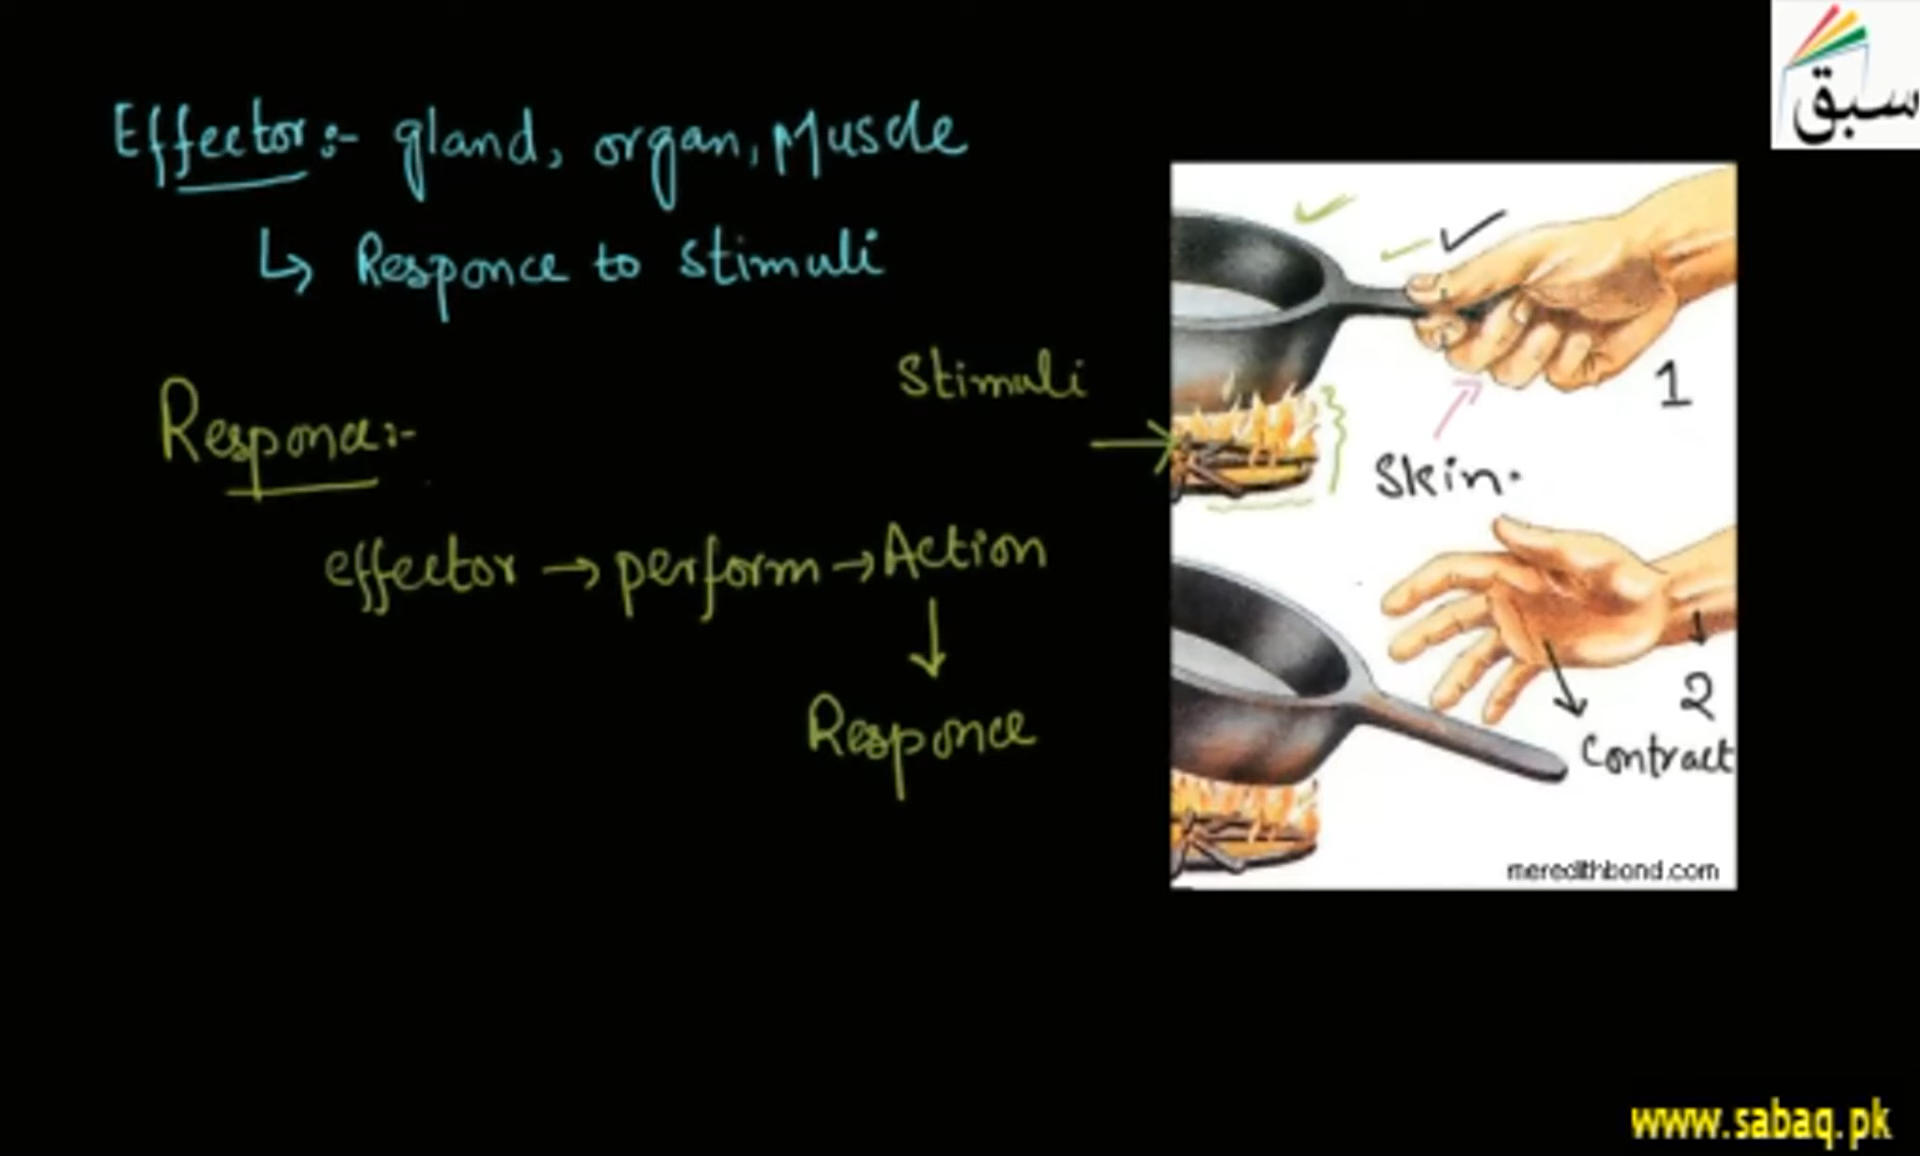 سبق
Effector:- gland, organ, Muscle
↳ Responce to stimuli
Responce:-
effector → perform → Action
↓
Responce
Stimuli
→
1
Skin.
2
Contract
meredithbond.com
www.sabaq.pk